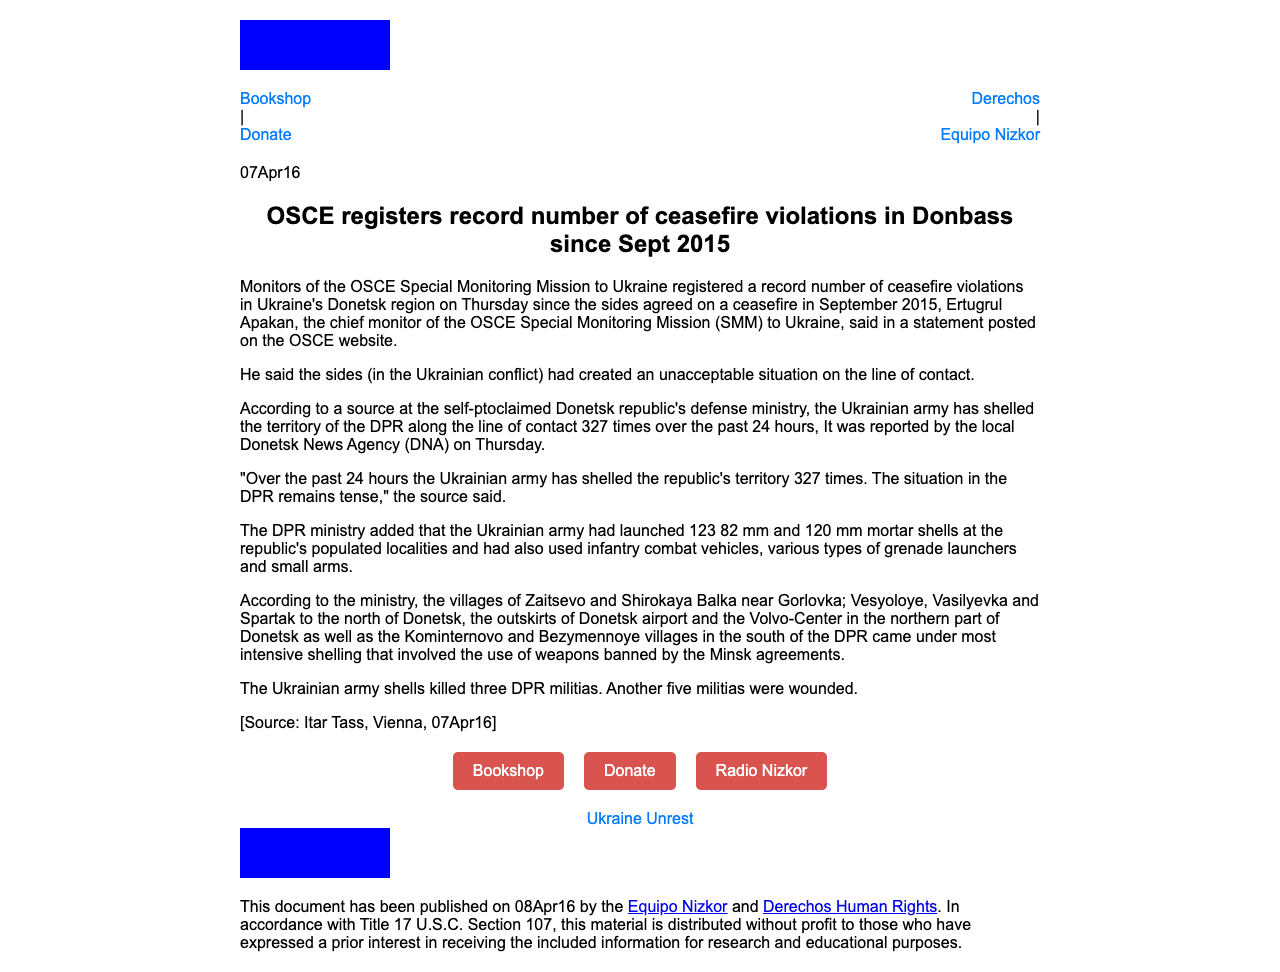 Bookshop
|
Donate
Derechos
|
Equipo Nizkor
07Apr16
OSCE registers record number of ceasefire violations in Donbass
since Sept 2015
Monitors of the OSCE Special Monitoring Mission to Ukraine registered a record number of ceasefire violations
in Ukraine's Donetsk region on Thursday since the sides agreed on a ceasefire in September 2015, Ertugrul
Apakan, the chief monitor of the OSCE Special Monitoring Mission (SMM) to Ukraine, said in a statement posted
on the OSCE website.
He said the sides (in the Ukrainian conflict) had created an unacceptable situation on the line of contact.
According to a source at the self-ptoclaimed Donetsk republic's defense ministry, the Ukrainian army has shelled
the territory of the DPR along the line of contact 327 times over the past 24 hours, It was reported by the local
Donetsk News Agency (DNA) on Thursday.
"Over the past 24 hours the Ukrainian army has shelled the republic's territory 327 times. The situation in the
DPR remains tense," the source said.
The DPR ministry added that the Ukrainian army had launched 123 82 mm and 120 mm mortar shells at the
republic's populated localities and had also used infantry combat vehicles, various types of grenade launchers
and small arms.
According to the ministry, the villages of Zaitsevo and Shirokaya Balka near Gorlovka; Vesyoloye, Vasilyevka and
Spartak to the north of Donetsk, the outskirts of Donetsk airport and the Volvo-Center in the northern part of
Donetsk as well as the Kominternovo and Bezymennoye villages in the south of the DPR came under most
intensive shelling that involved the use of weapons banned by the Minsk agreements.
The Ukrainian army shells killed three DPR militias. Another five militias were wounded.
[Source: Itar Tass, Vienna, 07Apr16]
Bookshop Donate Radio Nizkor
Ukraine Unrest
This document has been published on 08Apr16 by the Equipo Nizkor and Derechos Human Rights. In
accordance with Title 17 U.S.C. Section 107, this material is distributed without profit to those who have
expressed a prior interest in receiving the included information for research and educational purposes.